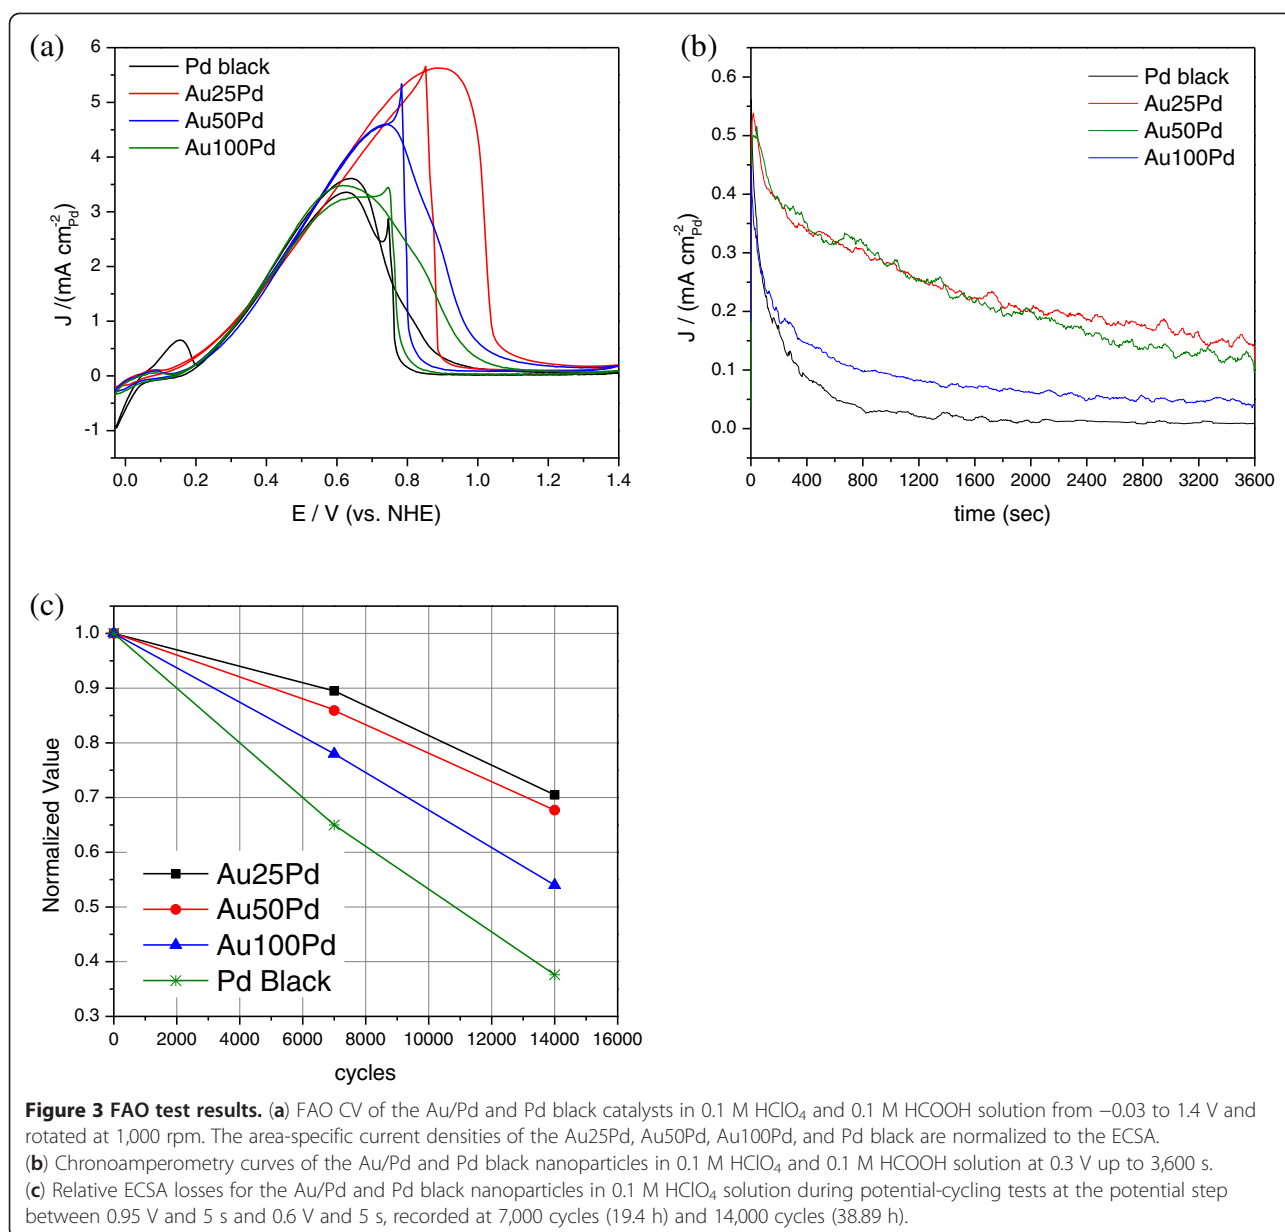 (a)
6
5
4
3
2
1
0
-1
J /(mA cm-2Pd)
Pd black
Au25Pd
Au50Pd
Au100Pd
0.0 0.2 0.4 0.6 0.8 1.0 1.2 1.4
E / V (vs. NHE)
(b)
0.6
0.5
0.4
0.3
0.2
0.1
0.0
J / (mA cm-2Pd)
Pd black
Au25Pd
Au50Pd
Au100Pd
0 400 800 1200 1600 2000 2400 2800 3200 3600
time (sec)
(c)
1.0
0.9
0.8
0.7
0.6
0.5
0.4
0.3
Normalized Value
Au25Pd
Au50Pd
Au100Pd
Pd Black
0 2000 4000 6000 8000 10000 12000 14000 16000
cycles
Figure 3 FAO test results. (a) FAO CV of the Au/Pd and Pd black catalysts in 0.1 M HClO4 and 0.1 M HCOOH solution from −0.03 to 1.4 V and
rotated at 1,000 rpm. The area-specific current densities of the Au25Pd, Au50Pd, Au100Pd, and Pd black are normalized to the ECSA.
(b) Chronoamperometry curves of the Au/Pd and Pd black nanoparticles in 0.1 M HClO4 and 0.1 M HCOOH solution at 0.3 V up to 3,600 s.
(c) Relative ECSA losses for the Au/Pd and Pd black nanoparticles in 0.1 M HClO4 solution during potential-cycling tests at the potential step
between 0.95 V and 5 s and 0.6 V and 5 s, recorded at 7,000 cycles (19.4 h) and 14,000 cycles (38.89 h).